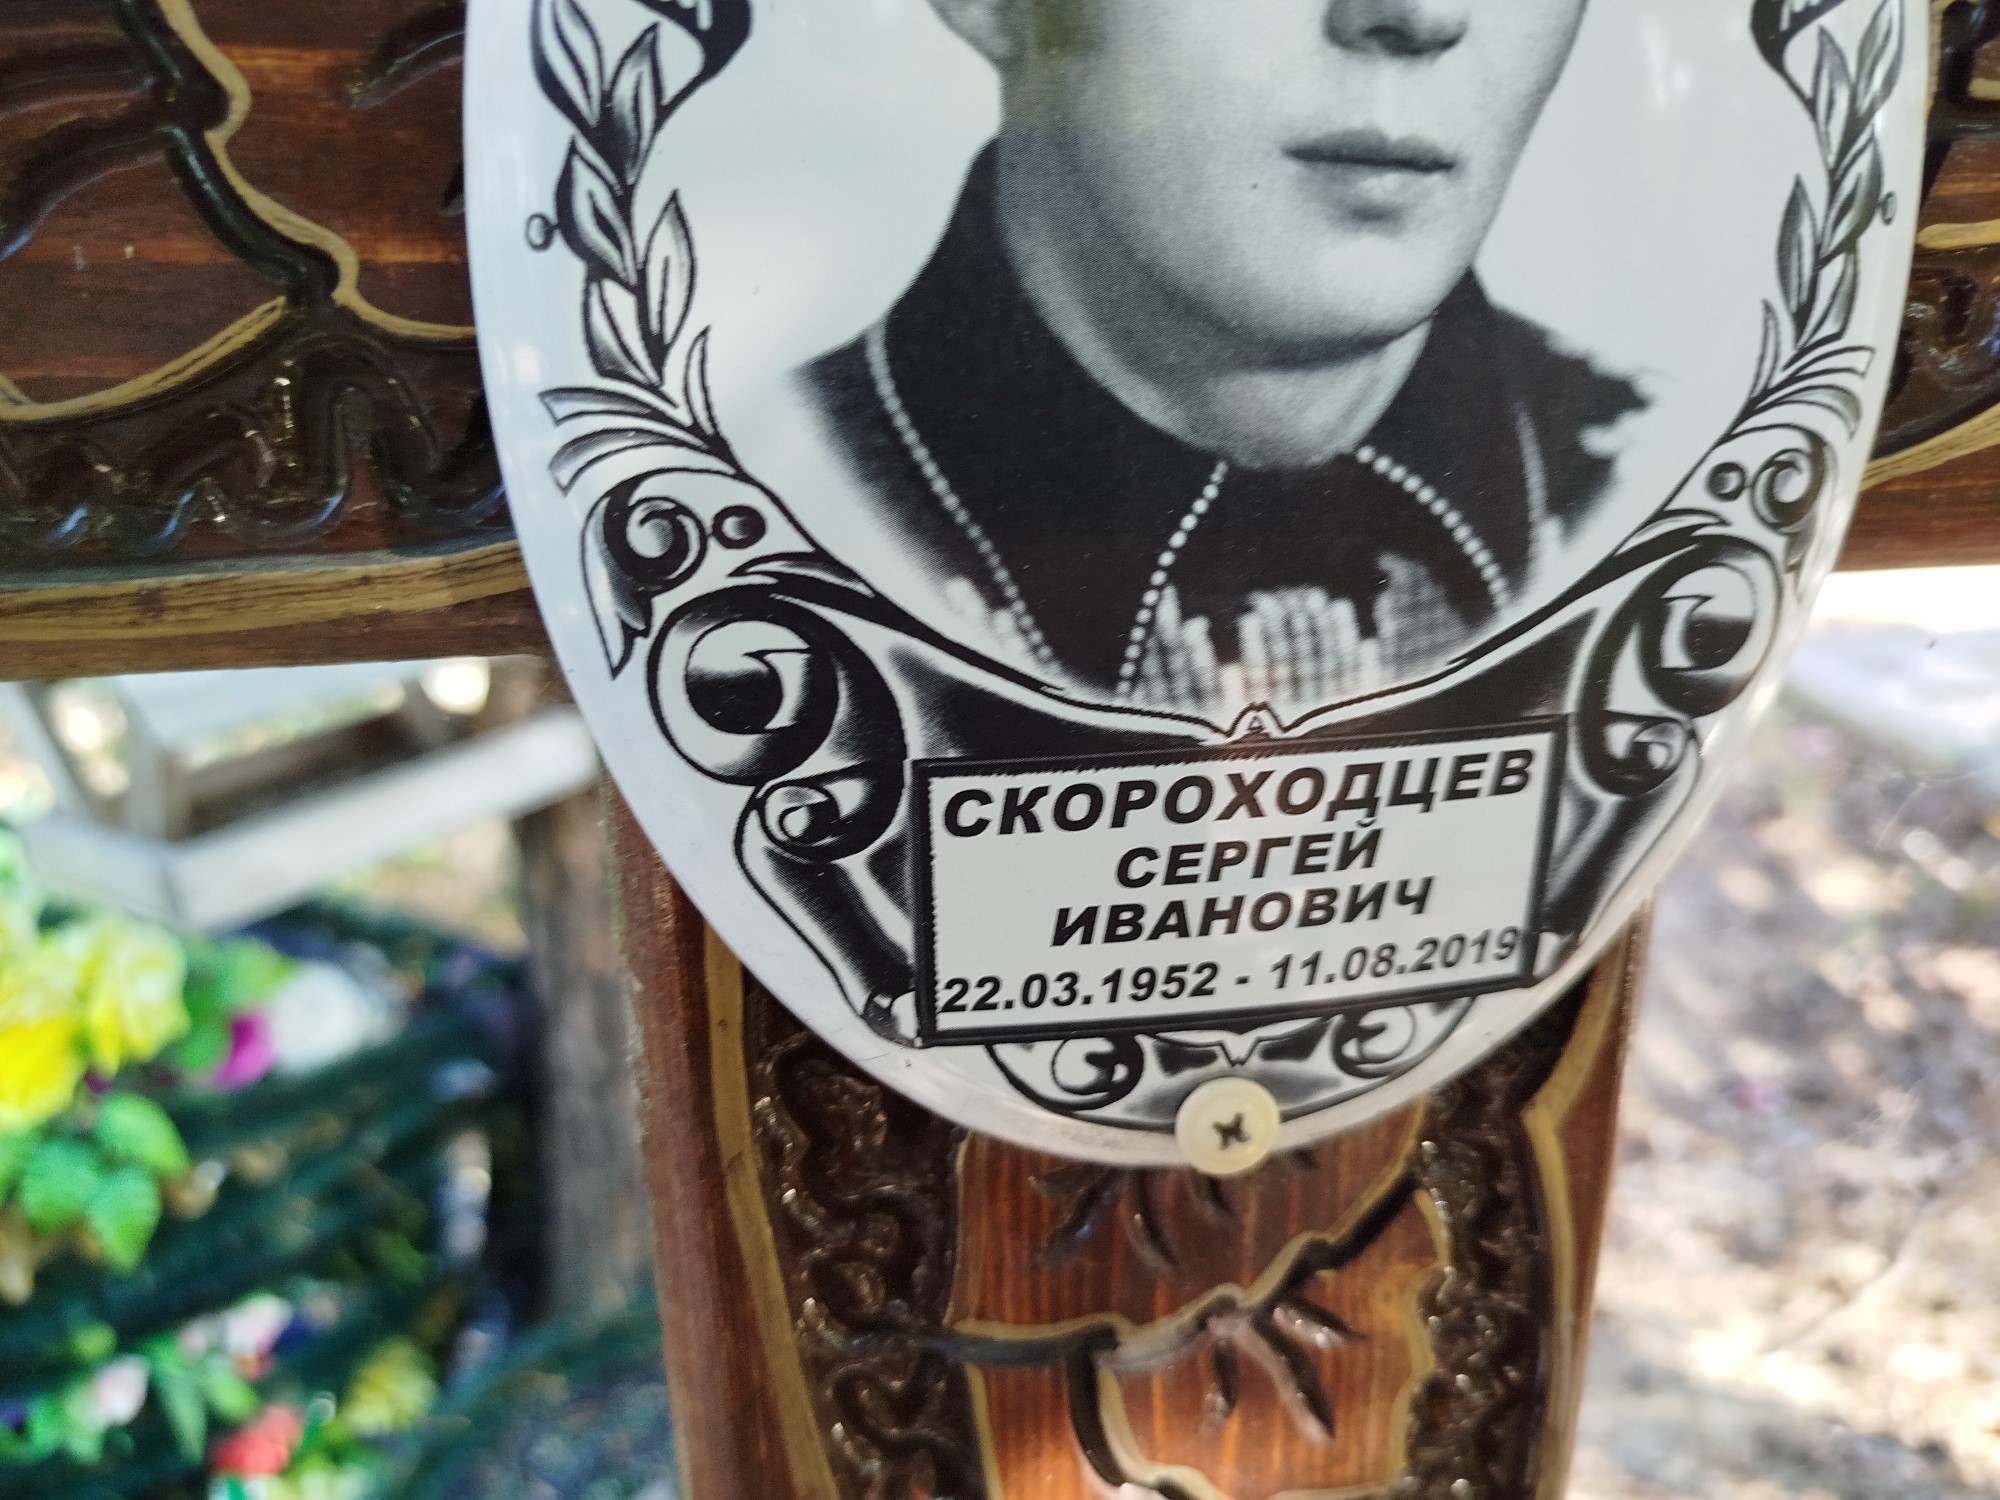 СКОРОХОДЦЕВ
СЕРГЕЙ
ИВАНОВИЧ
22.03.1952 - 11.08.2019